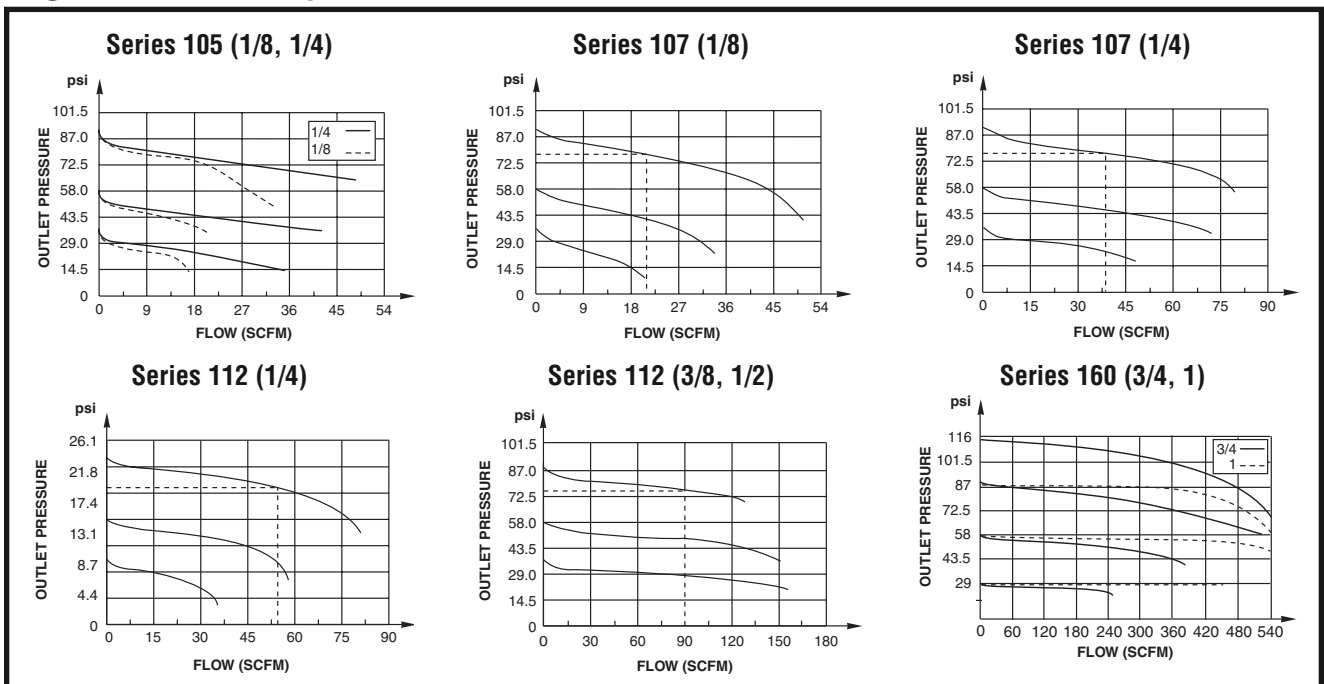 Series 105 (1/8, 1/4)
psi
OUTLET PRESSURE
101.5
87.0
72.5
58.0
43.5
29.0
14.5
0
1/4
1/8
0 9 18 27 36 45 54
FLOW (SCFM)
Series 107 (1/8)
psi
OUTLET PRESSURE
101.5
87.0
72.5
58.0
43.5
29.0
14.5
0
0 9 18 27 36 45 54
FLOW (SCFM)
Series 107 (1/4)
psi
OUTLET PRESSURE
101.5
87.0
72.5
58.0
43.5
29.0
14.5
0
0 15 30 45 60 75 90
FLOW (SCFM)
Series 112 (1/4)
psi
OUTLET PRESSURE
26.1
21.8
17.4
13.1
8.7
4.4
0
0 15 30 45 60 75 90
FLOW (SCFM)
Series 112 (3/8, 1/2)
psi
OUTLET PRESSURE
101.5
87.0
72.5
58.0
43.5
29.0
14.5
0
0 30 60 90 120 150 180
FLOW (SCFM)
Series 160 (3/4, 1)
psi
OUTLET PRESSURE
116
101.5
87
72.5
58
43.5
29
3/4
1
0 60 120 180 240 300 360 420 480 540
FLOW (SCFM)